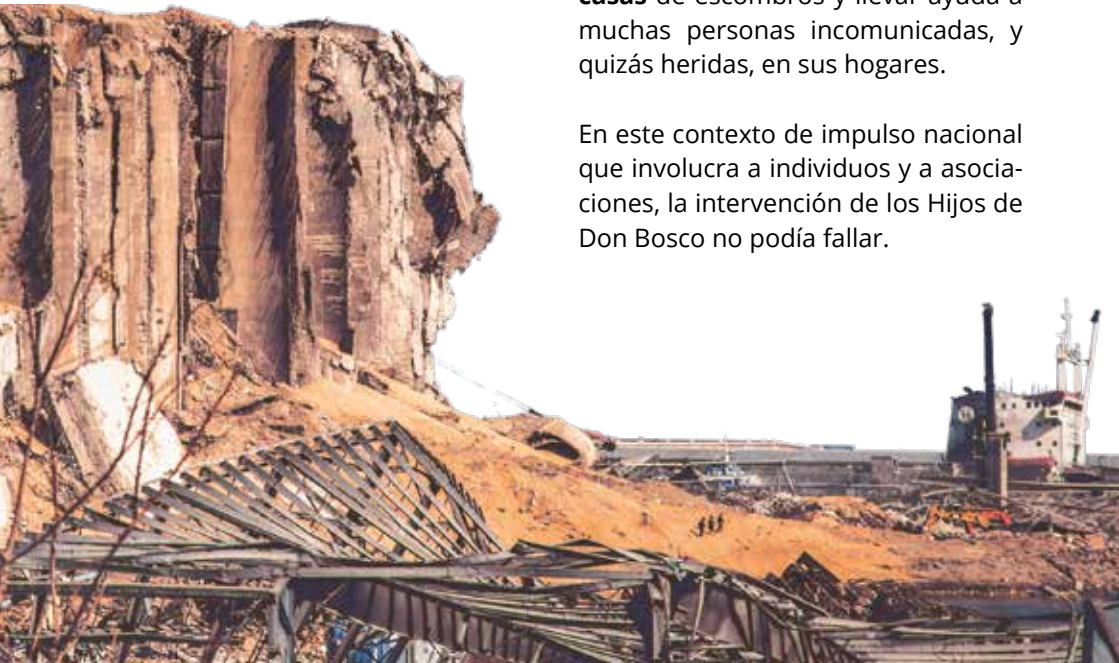 casas de escombros y llevar ayuda a
muchas personas incomunicadas, y
quizás heridas, en sus hogares.
En este contexto de impulso nacional
que involucra a individuos y a asocia-
ciones, la intervención de los Hijos de
Don Bosco no podía fallar.